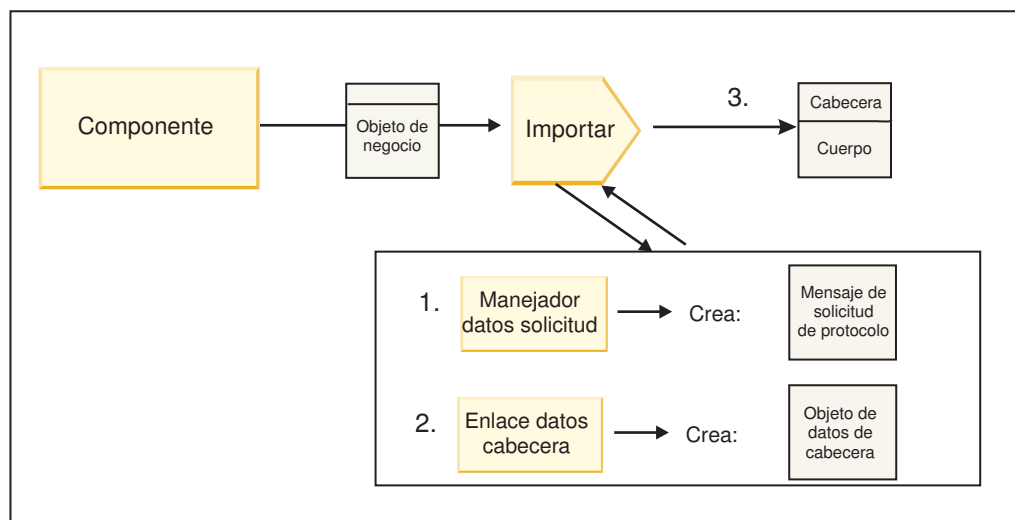 Componente
Objeto de
negocio
Importar
3.
Cabecera
Cuerpo
1.
Manejador
datos solicitud
Crea:
Mensaje de
solicitud
de protocolo
2.
Enlace datos
cabecera
Crea:
Objeto de
datos de
cabecera